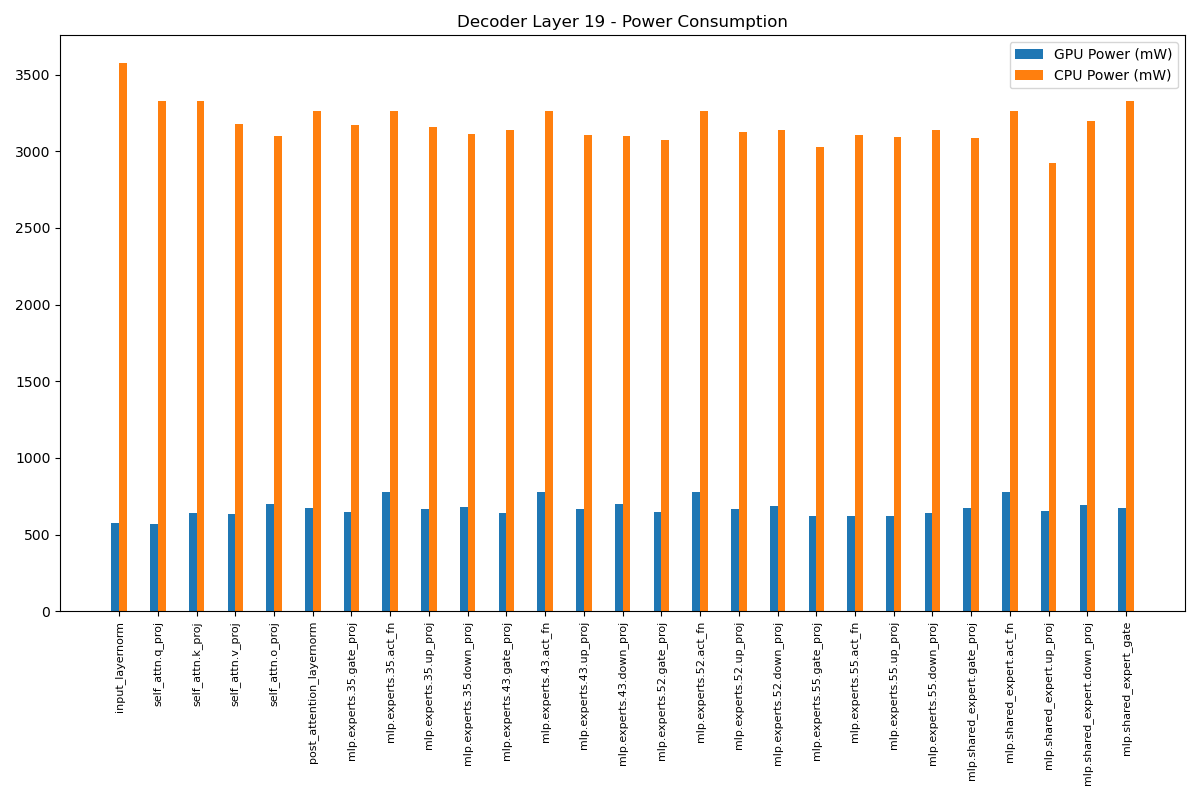 Decoder Layer 19 - Power Consumption
GPU Power (mW)
CPU Power (mW)
3500
3000
2500
2000
1500
1000
500
0
input_layernorm
self_attn.q_proj
self_attn.k_proj
self_attn.v_proj
self_attn.o_proj
post_attention_layernorm
mlp.experts.35.gate_proj
mlp.experts.35.act_fn
mlp.experts.35.up_proj
mlp.experts.35.down_proj
mlp.experts.43.gate_proj
mlp.experts.43.act_fn
mlp.experts.43.up_proj
mlp.experts.43.down_proj
mlp.experts.52.gate_proj
mlp.experts.52.act_fn
mlp.experts.52.up_proj
mlp.experts.52.down_proj
mlp.experts.55.gate_proj
mlp.experts.55.act_fn
mlp.experts.55.up_proj
mlp.experts.55.down_proj
mlp.shared_expert.gate_proj
mlp.shared_expert.act_fn
mlp.shared_expert.up_proj
mlp.shared_expert.down_proj
mlp.shared_expert_gate